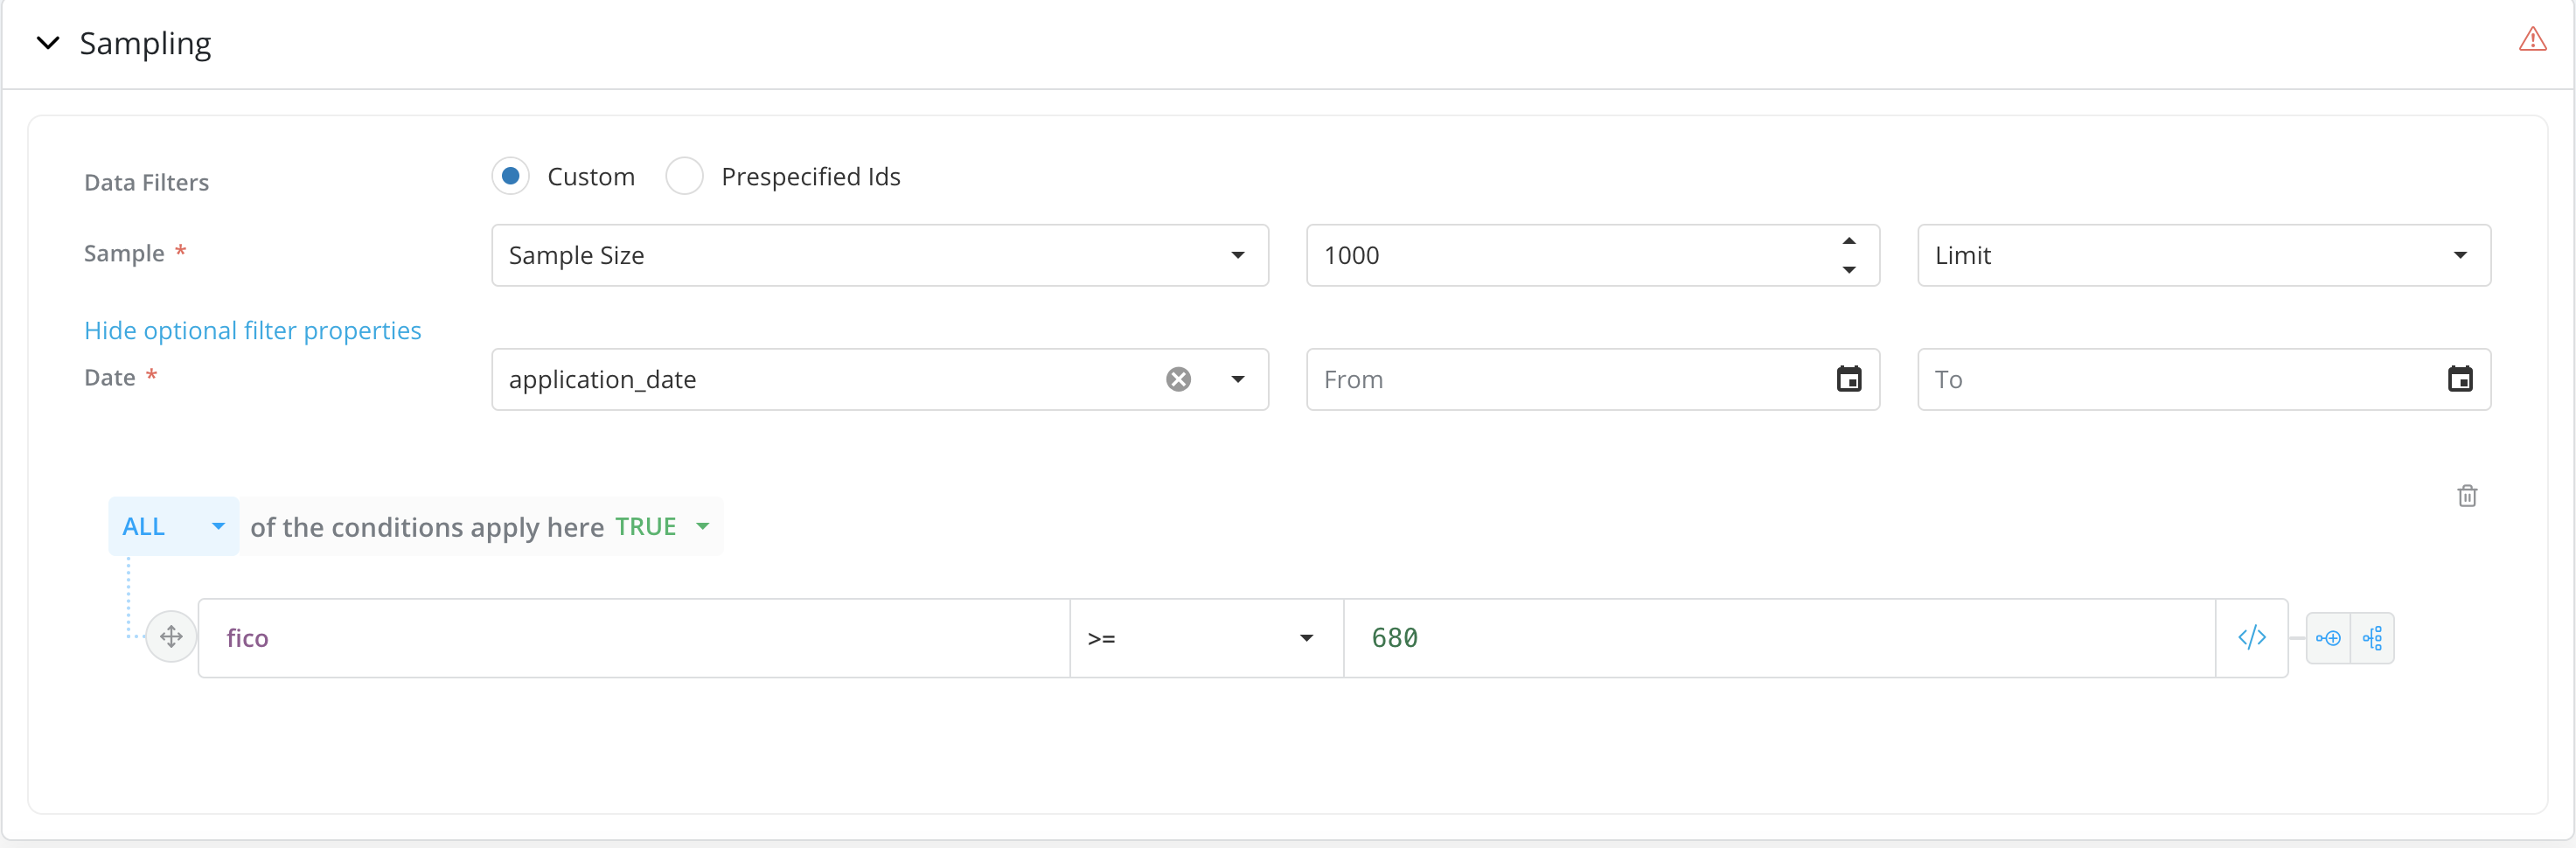 Sampling
Data Filters Custom Prespecified Ids
Sample * Sample Size 1000 Limit
Hide optional filter properties
Date * application_date From To
ALL of the conditions apply here TRUE
fico >= 680 </>